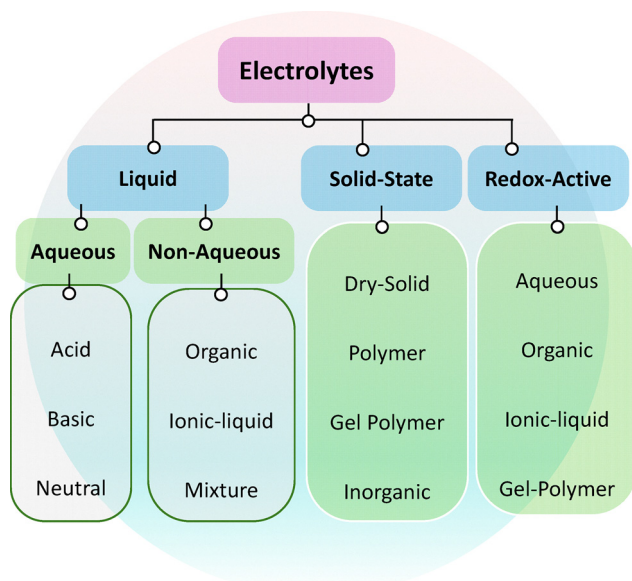 Electrolytes
Liquid
Solid-State
Redox-Active
Aqueous
Non-Aqueous
Acid
Basic
Neutral
Organic
Ionic-liquid
Mixture
Dry-Solid
Polymer
Gel Polymer
Inorganic
Aqueous
Organic
Ionic-liquid
Gel-Polymer